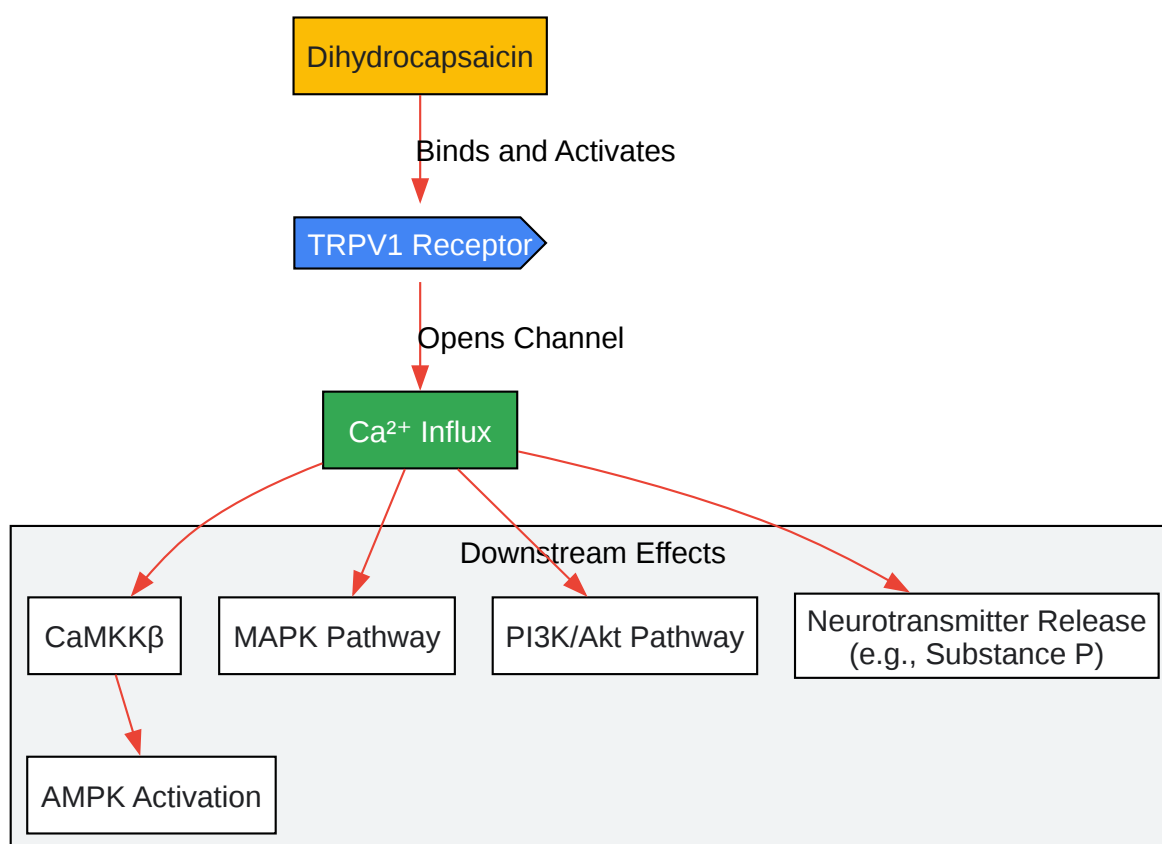 Dihydrocapsaicin
Binds and Activates
TRPV1 Receptor
Opens Channel
Ca²⁺ Influx
Downstream Effects
CaMKKβ
MAPK Pathway
PI3K/Akt Pathway
Neurotransmitter Release
(e.g., Substance P)
AMPK Activation